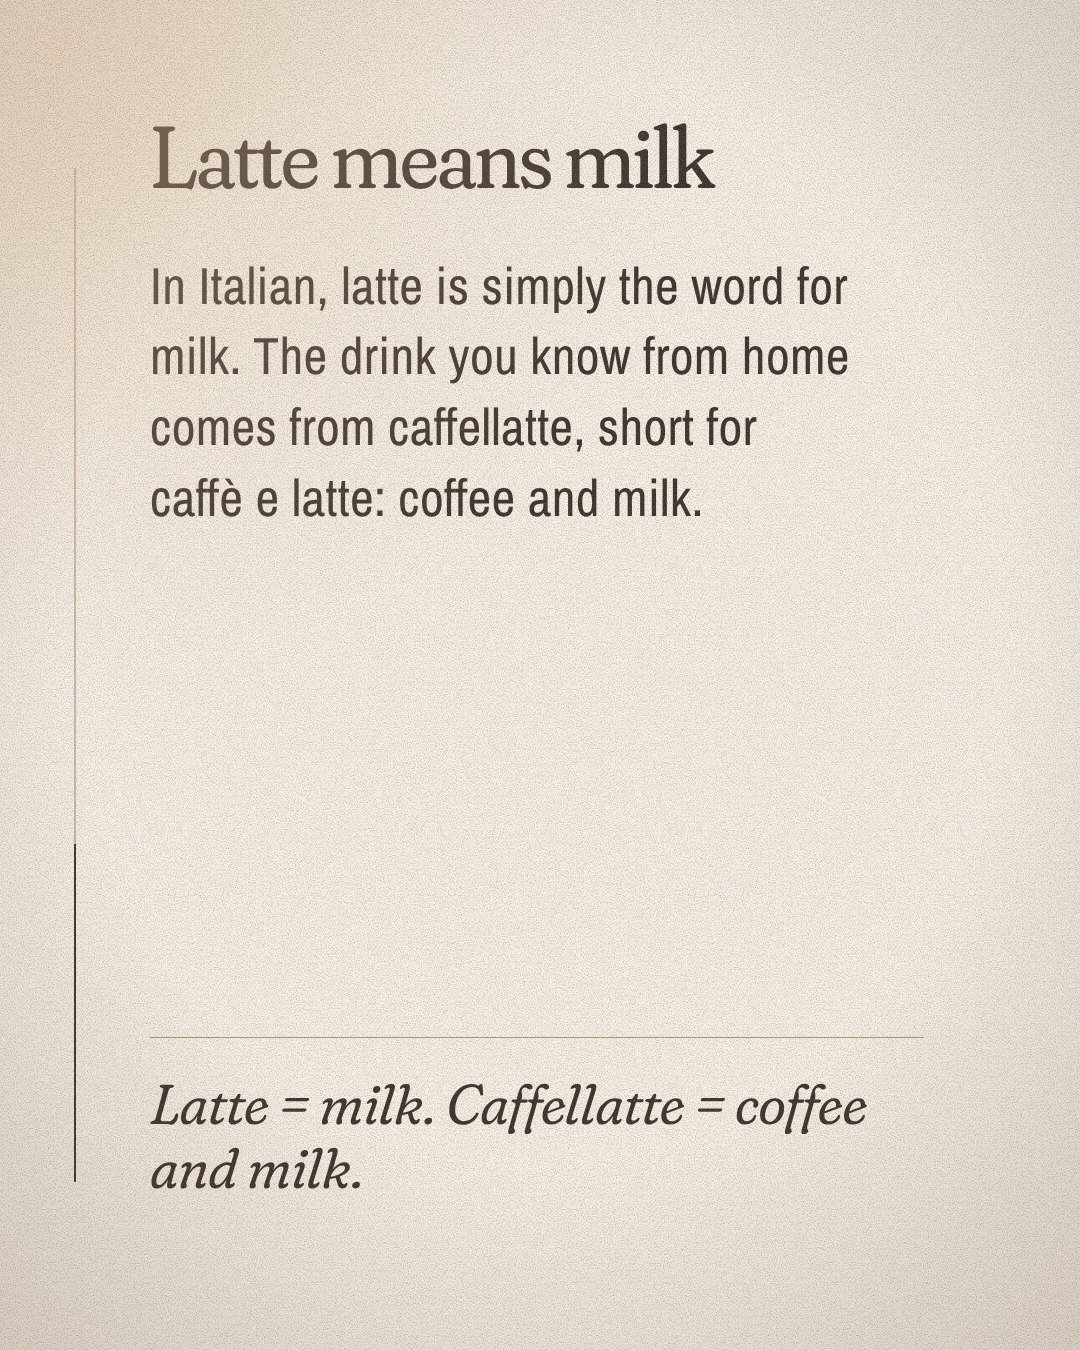 Latte means milk
In Italian, latte is simply the word for
milk. The drink you know from home
comes from caffellatte, short for
caffè e latte: coffee and milk.
Latte = milk. Caffellatte = coffee
and milk.